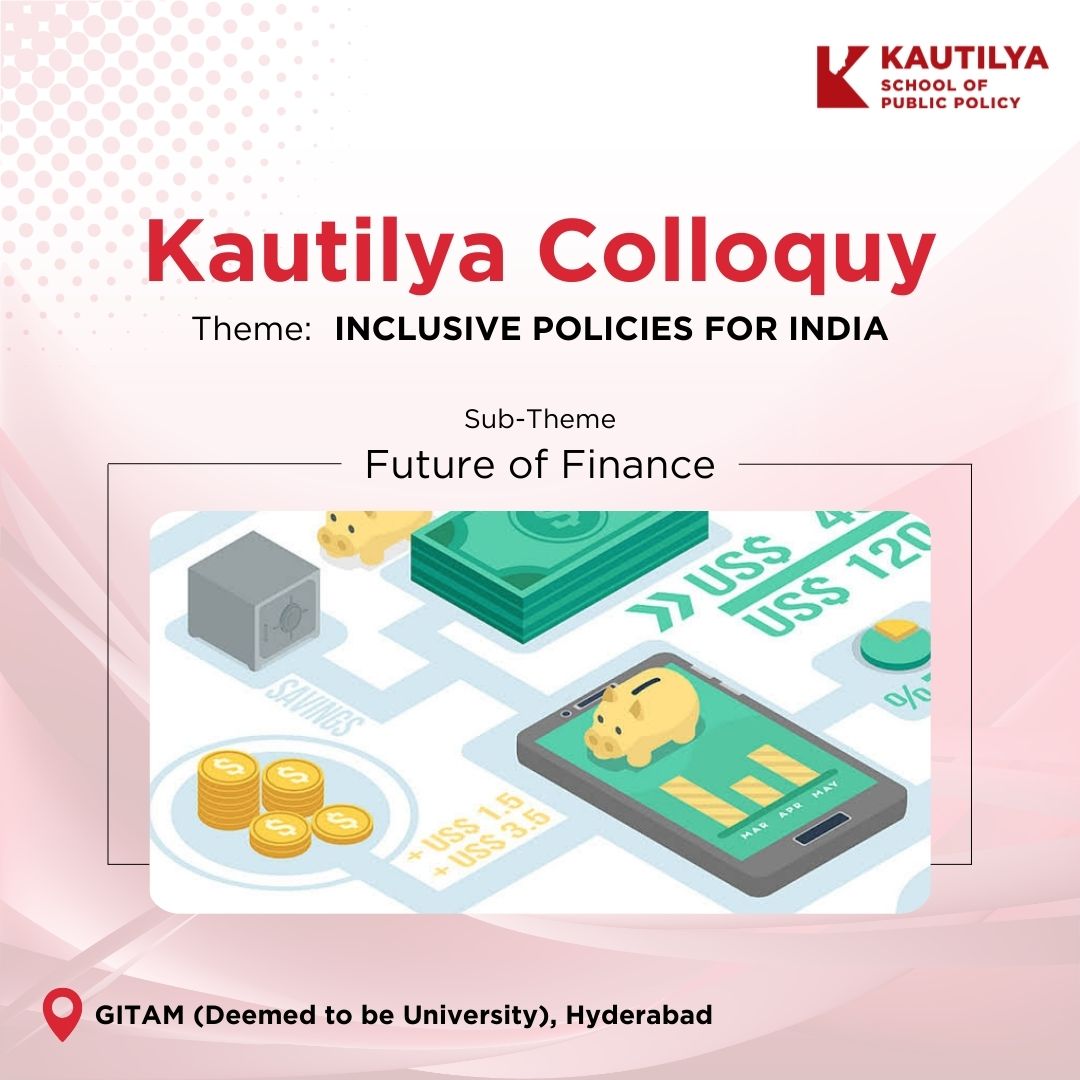 KAUTILYA
SCHOOL OF
PUBLIC POLICY
Kautilya Colloquy
Theme: INCLUSIVE POLICIES FOR INDIA
Sub-Theme
Future of Finance
US$
US$ 120
SAVINGS
%
+ US$ 1.5
+ US$ 3.5
MAR APR MAY
GITAM (Deemed to be University), Hyderabad